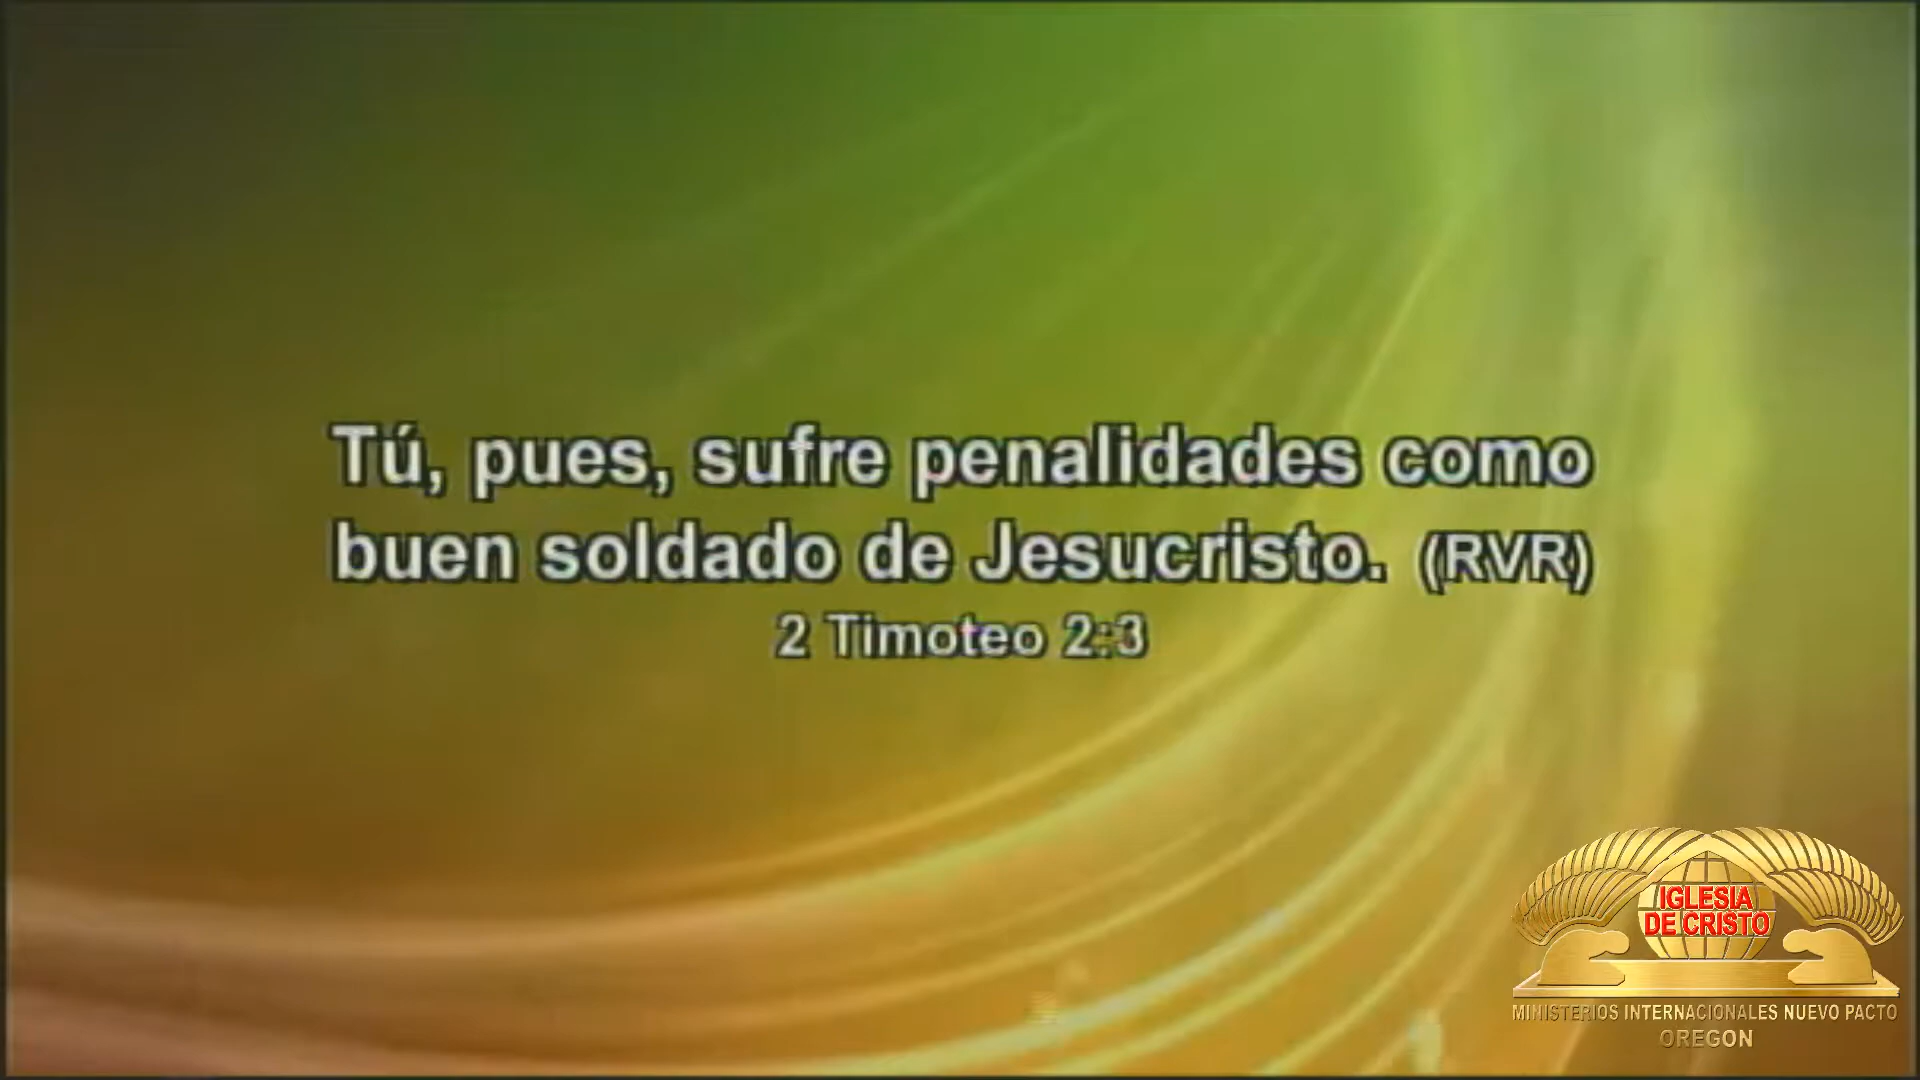 Tú, pues, sufre penalidades como
buen soldado de Jesucristo. (RVR)
2 Timoteo 2:3
IGLESIA
DE CRISTO
MINISTERIOS INTERNACIONALES NUEVO PACTO
OREGON